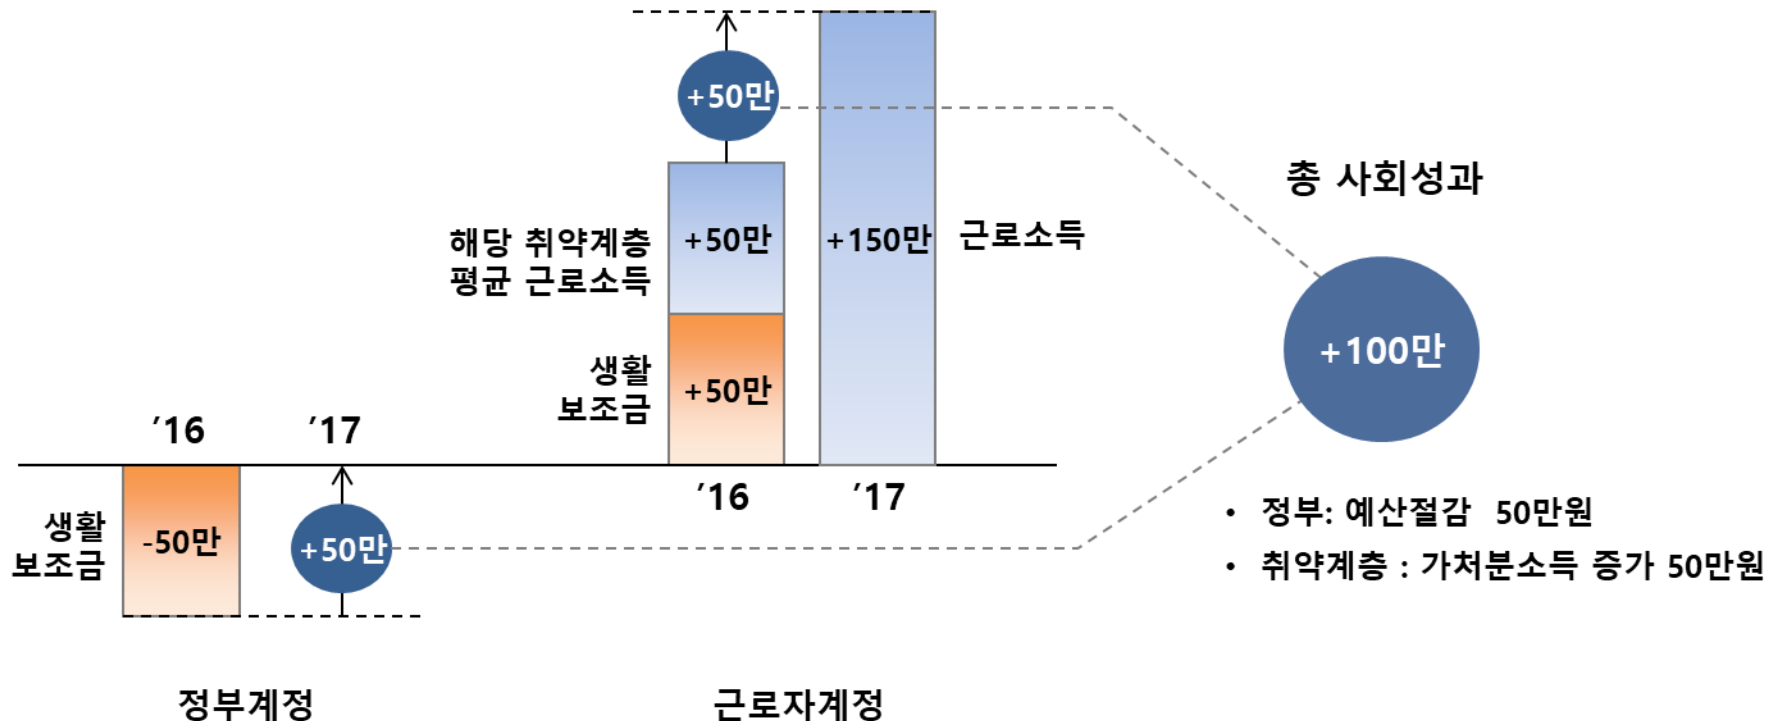 +50만
총 사회성과
해당 취약계층
평균 근로소득
+50만
+150만
근로소득
+100만
생활
보조금
+50만
’16
’17
’16
’17
생활
보조금
-50만
+50만
• 정부: 예산절감 50만원
• 취약계층 : 가처분소득 증가 50만원
정부계정
근로자계정